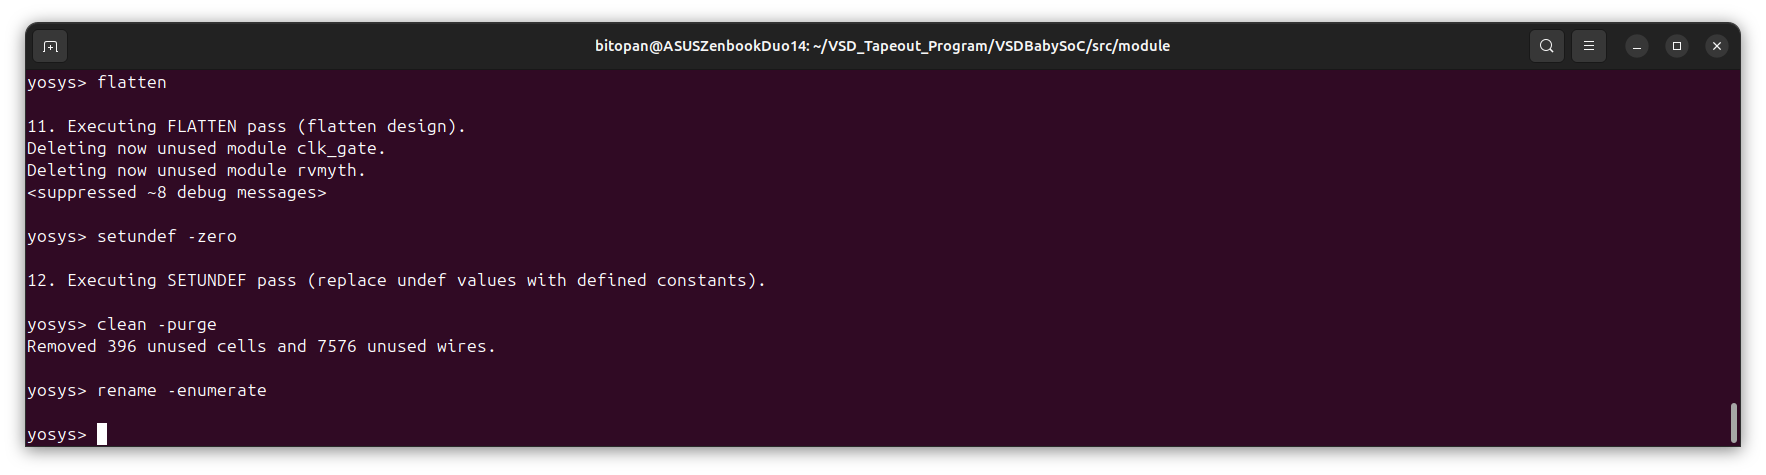 bitopan@ASUSZenbookDuo14: ~/VSD_Tapeout_Program/VSDBabySoC/src/module
yosys> flatten
11. Executing FLATTEN pass (flatten design).
Deleting now unused module clk_gate.
Deleting now unused module rvmyth.
<suppressed ~8 debug messages>
yosys> setundef -zero
12. Executing SETUNDEF pass (replace undef values with defined constants).
yosys> clean -purge
Removed 396 unused cells and 7576 unused wires.
yosys> rename -enumerate
yosys>